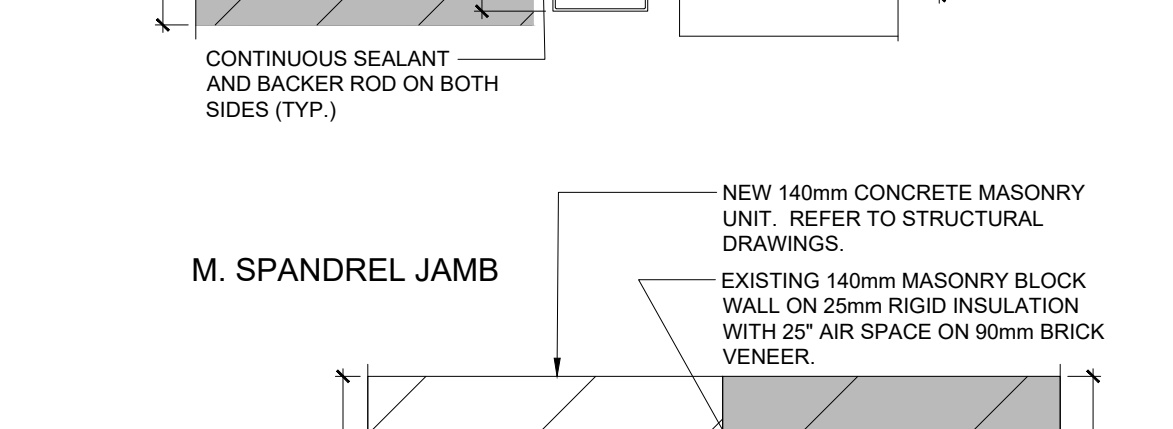 CONTINUOUS SEALANT
AND BACKER ROD ON BOTH
SIDES (TYP.)
NEW 140mm CONCRETE MASONRY
UNIT. REFER TO STRUCTURAL
DRAWINGS.
M. SPANDREL JAMB
EXISTING 140mm MASONRY BLOCK
WALL ON 25mm RIGID INSULATION
WITH 25" AIR SPACE ON 90mm BRICK
VENEER.